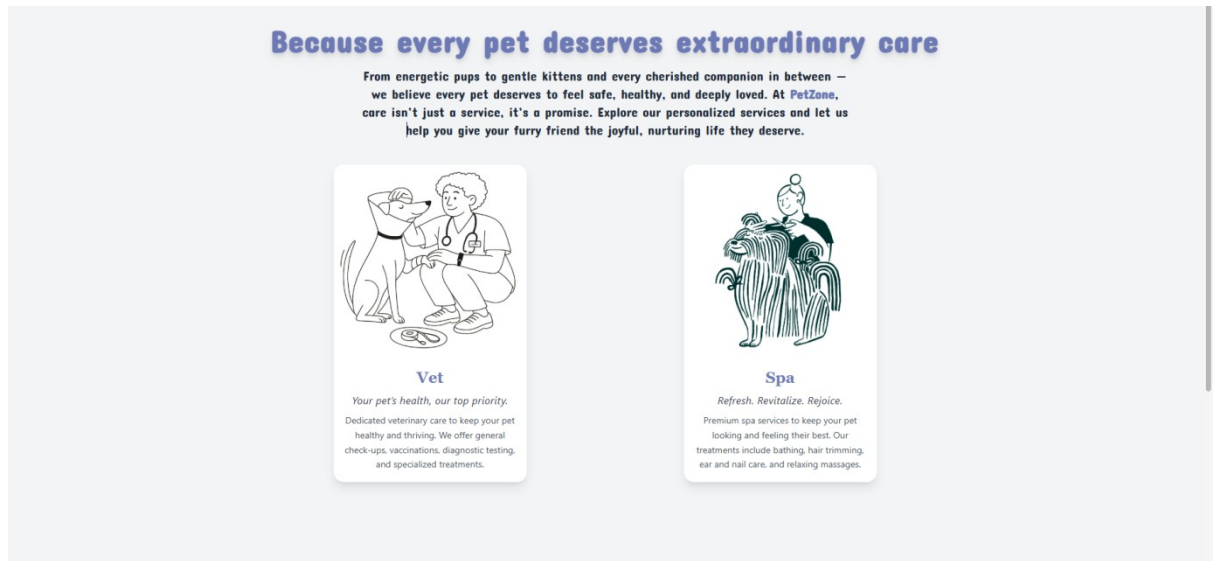 Because every pet deserves extraordinary care
From energetic pups to gentle kittens and every cherished companion in between —
we believe every pet deserves to feel safe, healthy, and deeply loved. At PetZone,
care isn't just a service, it's a promise. Explore our personalized services and let us
help you give your furry friend the joyful, nurturing life they deserve.
Vet
Your pet's health, our top priority.
Dedicated veterinary care to keep your pet
healthy and thriving. We offer general
check-ups, vaccinations, diagnostic testing,
and specialized treatments.
Spa
Refresh. Revitalize. Rejoice.
Premium spa services to keep your pet
looking and feeling their best. Our
treatments include bathing, hair trimming,
ear and nail care, and relaxing massages.